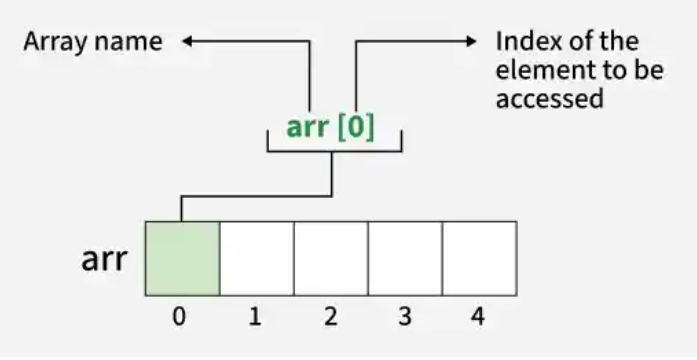 Array name
Index of the
element to be
accessed
arr [0]
arr
0 1 2 3 4